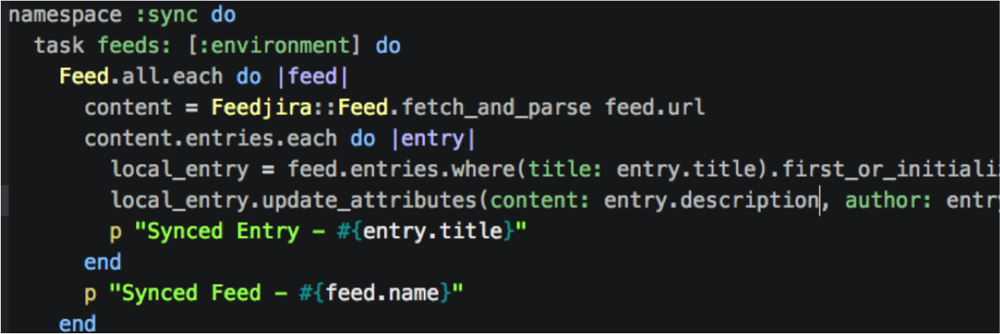 namespace :sync do
  task feeds: [:environment] do
    Feed.all.each do |feed|
      content = Feedjira::Feed.fetch_and_parse feed.url
      content.entries.each do |entry|
        local_entry = feed.entries.where(title: entry.title).first_or_initiali
        local_entry.update_attributes(content: entry.description, author: entry
        p "Synced Entry – #{entry.title}"
      end
      p "Synced Feed – #{feed.name}"
    end